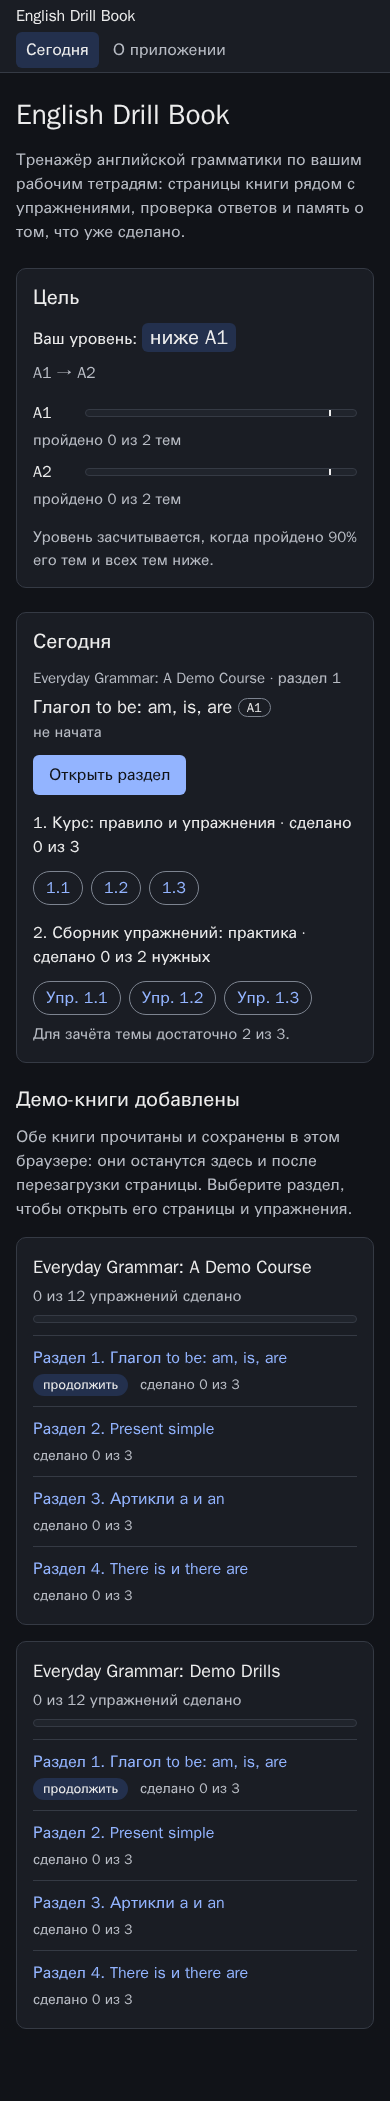 English Drill Book
Сегодня
О приложении
English Drill Book
Тренажёр английской грамматики по вашим
рабочим тетрадям: страницы книги рядом с
упражнениями, проверка ответов и память о
том, что уже сделано.
Цель
Ваш уровень: ниже A1
A1 → A2
A1
пройдено 0 из 2 тем
A2
пройдено 0 из 2 тем
Уровень засчитывается, когда пройдено 90%
его тем и всех тем ниже.
Сегодня
Everyday Grammar: A Demo Course · раздел 1
Глагол to be: am, is, are A1
не начата
Открыть раздел
1. Курс: правило и упражнения · сделано
0 из 3
1.1 1.2 1.3
2. Сборник упражнений: практика ·
сделано 0 из 2 нужных
Упр. 1.1 Упр. 1.2 Упр. 1.3
Для зачёта темы достаточно 2 из 3.
Демо-книги добавлены
Обе книги прочитаны и сохранены в этом
браузере: они останутся здесь и после
перезагрузки страницы. Выберите раздел,
чтобы открыть его страницы и упражнения.
Everyday Grammar: A Demo Course
0 из 12 упражнений сделано
Раздел 1. Глагол to be: am, is, are
продолжить сделано 0 из 3
Раздел 2. Present simple
сделано 0 из 3
Раздел 3. Артикли a и an
сделано 0 из 3
Раздел 4. There is и there are
сделано 0 из 3
Everyday Grammar: Demo Drills
0 из 12 упражнений сделано
Раздел 1. Глагол to be: am, is, are
продолжить сделано 0 из 3
Раздел 2. Present simple
сделано 0 из 3
Раздел 3. Артикли a и an
сделано 0 из 3
Раздел 4. There is и there are
сделано 0 из 3